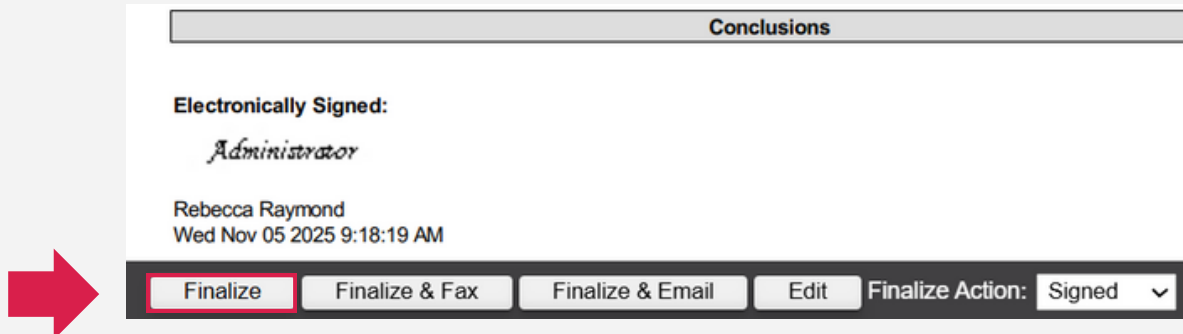 Conclusions
Electronically Signed:
Administrator
Rebecca Raymond
Wed Nov 05 2025 9:18:19 AM
Finalize Finalize & Fax Finalize & Email Edit Finalize Action: Signed